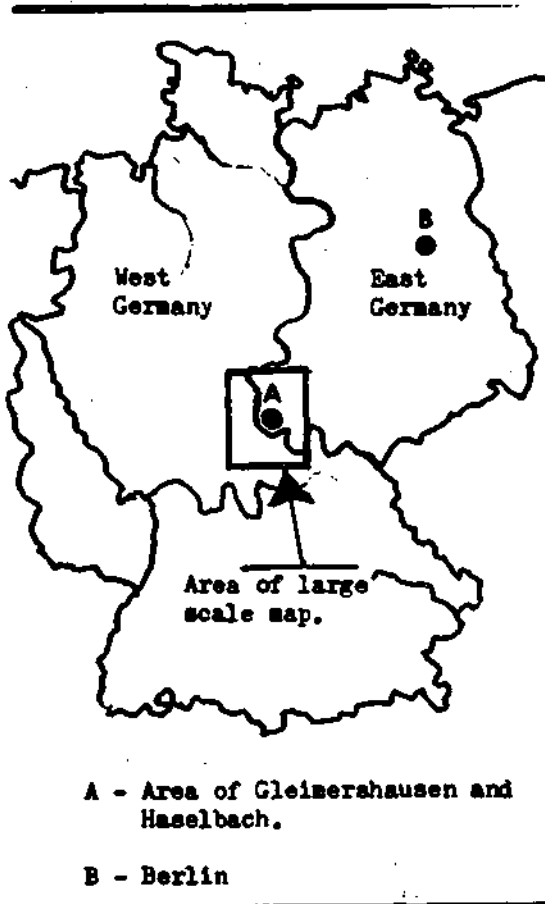 B
West
Germany
East
Germany
A
Area of large
scale map.
A - Area of Gleimershausen and
Haselbach.
B - Berlin